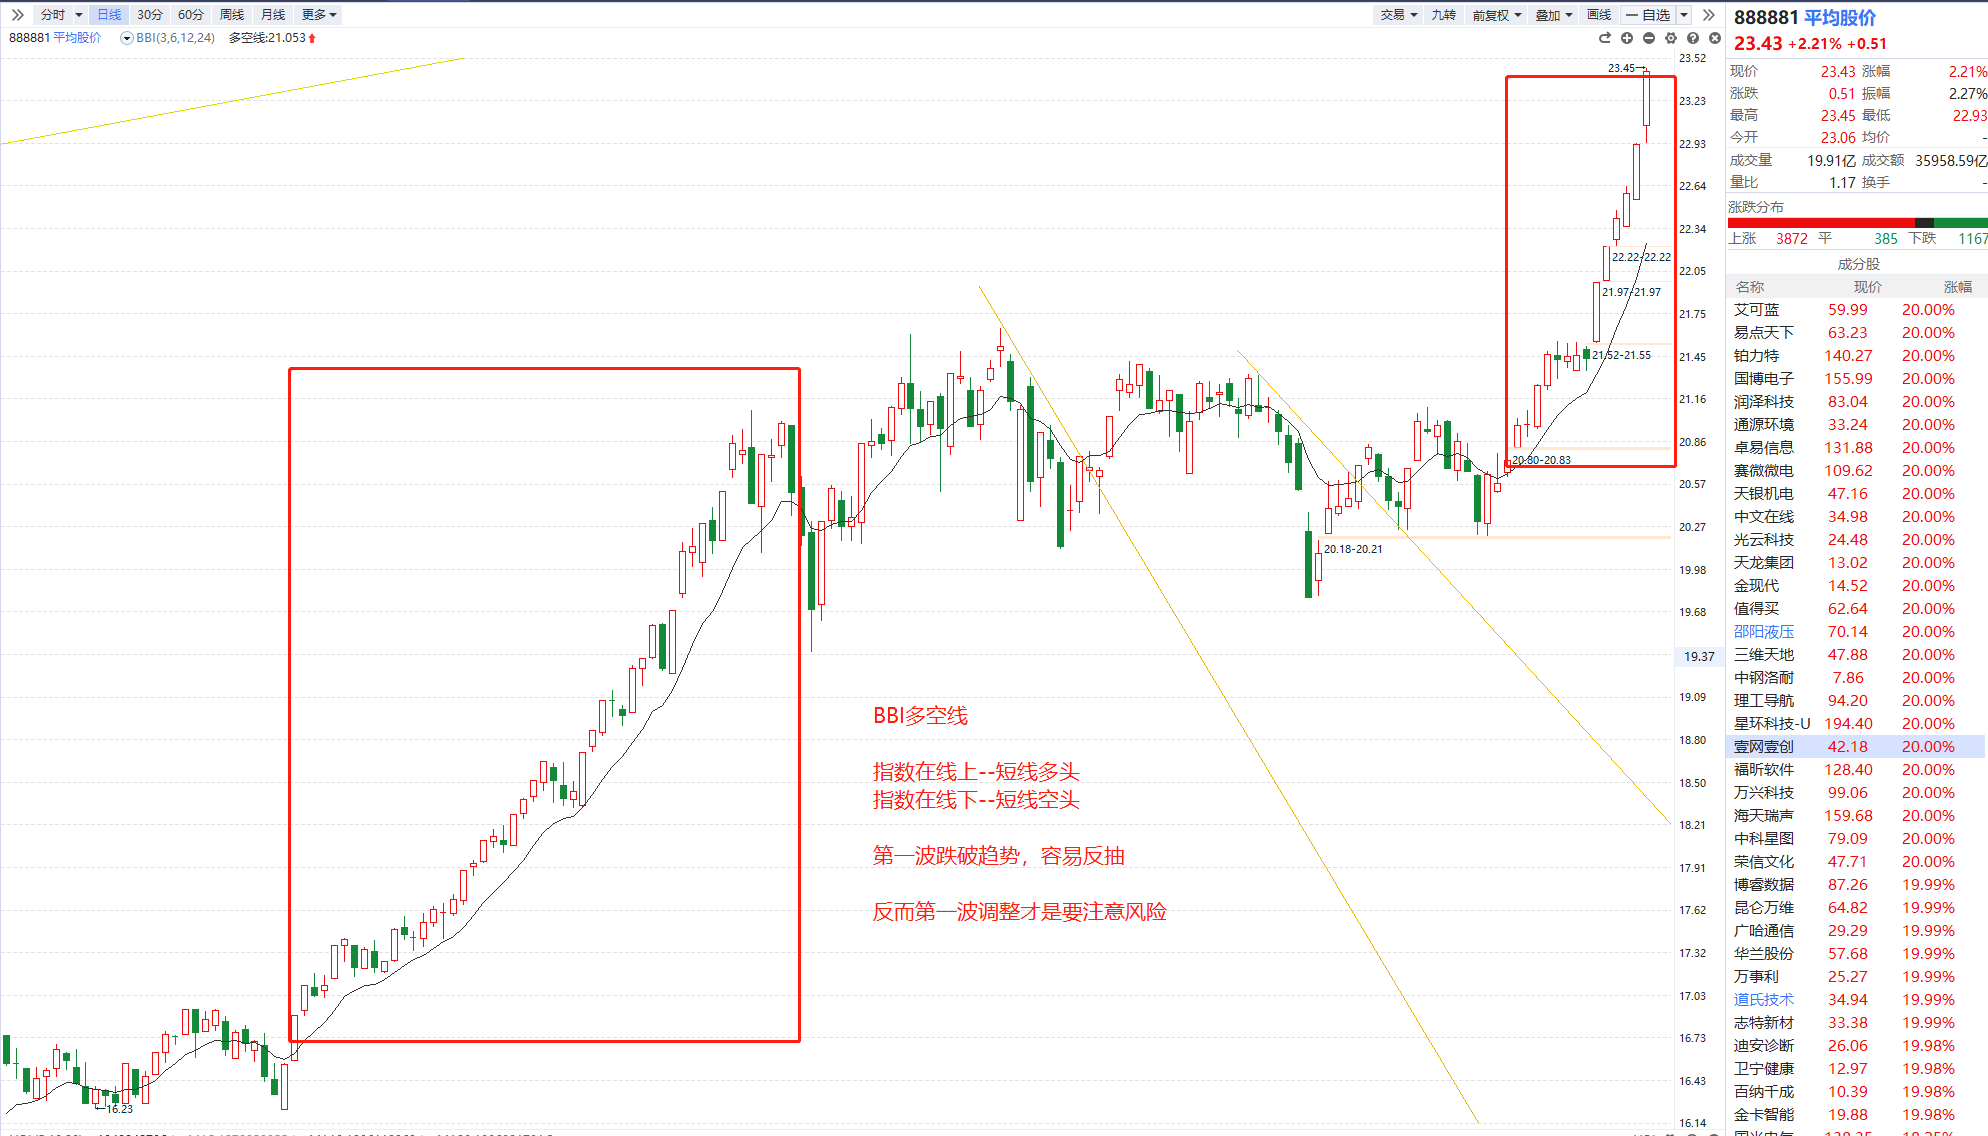 分时 日线 30分 60分 周线 月线 更多 交易 九转 前复权 叠加 画线 自选
888881 平均股价 BBI(3,6,12,24) 多空线:21.053
23.52
23.45
23.23
22.93
22.64
22.34
22.22-22.22
22.05
21.97-21.97
21.75
21.52-21.55
21.45
21.16
20.86
20.80-20.83
20.57
20.27
20.18-20.21
19.98
19.68
19.37
19.09
18.80
18.50
18.21
17.91
17.62
17.32
17.03
16.73
16.43
16.23
16.14
BBI多空线
指数在线上--短线多头
指数在线下--短线空头
第一波跌破趋势，容易反抽
反而第一波调整才是要注意风险
888881 平均股价
23.43 +2.21% +0.51
现价 23.43 涨幅 2.21%
涨跌 0.51 振幅 2.27%
最高 23.45 最低 22.93
今开 23.06 均价 -
成交量 19.91亿 成交额 35958.59亿
量比 1.17 换手 -
涨跌分布
上涨 3872 平 385 下跌 1167
成分股
名称 现价 涨幅
艾可蓝 59.99 20.00%
易点天下 63.23 20.00%
铂力特 140.27 20.00%
国博电子 155.99 20.00%
润泽科技 83.04 20.00%
通源环境 33.24 20.00%
卓易信息 131.88 20.00%
赛微微电 109.62 20.00%
天银机电 47.16 20.00%
中文在线 34.98 20.00%
光云科技 24.48 20.00%
天龙集团 13.02 20.00%
金现代 14.52 20.00%
值得买 62.64 20.00%
邵阳液压 70.14 20.00%
三维天地 47.88 20.00%
中钢洛耐 7.86 20.00%
理工导航 94.20 20.00%
星环科技-U 194.40 20.00%
壹网壹创 42.18 20.00%
福昕软件 128.40 20.00%
万兴科技 99.06 20.00%
海天瑞声 159.68 20.00%
中科星图 79.09 20.00%
荣信文化 47.71 20.00%
博睿数据 87.26 19.99%
昆仑万维 64.82 19.99%
广哈通信 29.29 19.99%
华兰股份 57.68 19.99%
万事利 25.27 19.99%
道氏技术 34.94 19.99%
志特新材 33.38 19.99%
迪安诊断 26.06 19.98%
卫宁健康 12.97 19.98%
百纳千成 10.39 19.98%
金卡智能 19.88 19.98%